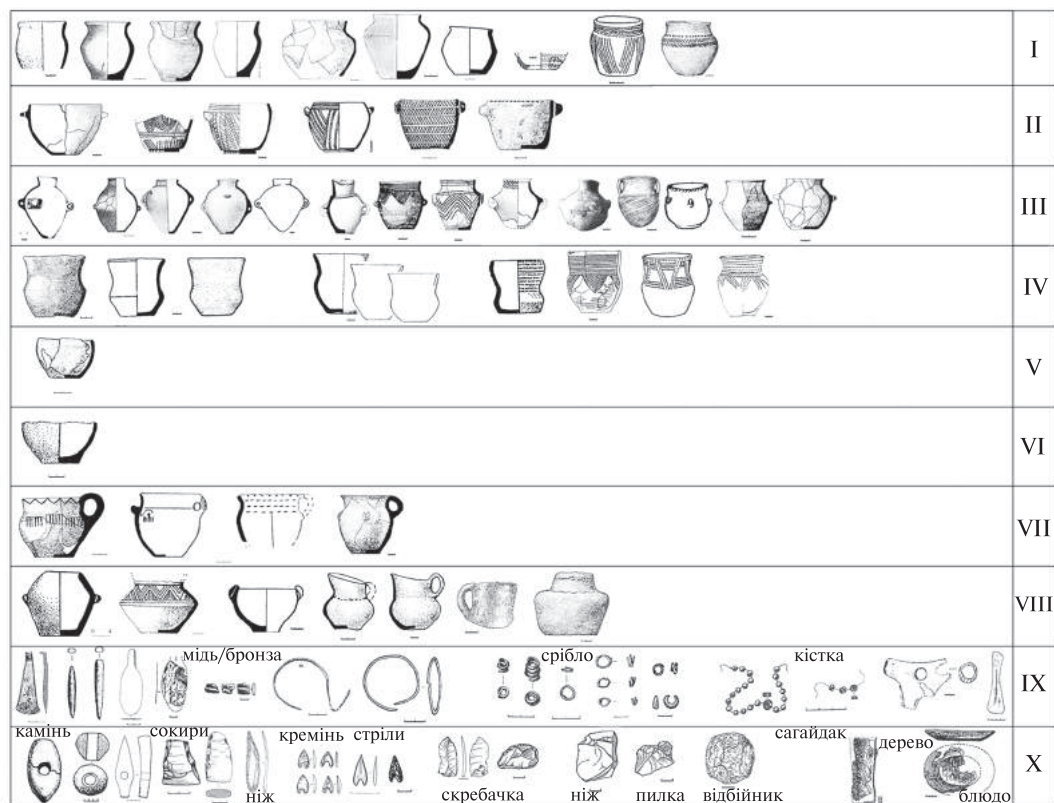 I
II
III
IV
V
VI
VII
VIII
мідь/бронза срібло кістка IX
камінь сокири кремінь стріли сагайдак дерево X
ніж скребачка ніж пилка відбійник блюдо